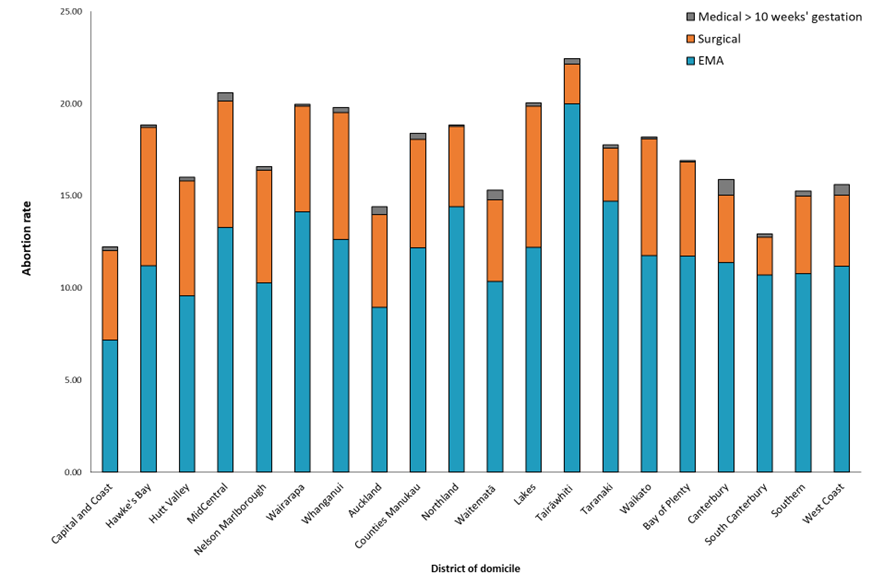 25.00
20.00
15.00
10.00
5.00
0.00
Abortion rate
Medical > 10 weeks' gestation
Surgical
EMA
Capital and Coast
Hawke's Bay
Hutt Valley
MidCentral
Nelson Marlborough
Wairarapa
Whanganui
Auckland
Counties Manukau
Northland
Waitematā
Lakes
Tairāwhiti
Taranaki
Waikato
Bay of Plenty
Canterbury
South Canterbury
Southern
West Coast
District of domicile